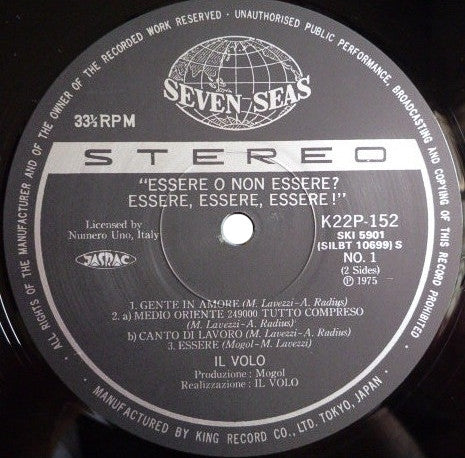 ALL RIGHTS OF THE MANUFACTURER AND OF THE OWNER OF THE RECORDED WORK RESERVED · UNAUTHORISED PUBLIC PERFORMANCE, BROADCASTING AND COPYING OF THIS RECORD PROHIBITED ·
SEVEN SEAS
33⅓ RPM
STEREO
"ESSERE O NON ESSERE?
ESSERE, ESSERE, ESSERE!"
Licensed by
Numero Uno, Italy
JASRAC
K22P-152
SKI 5901
(SILBT 10699) S
NO. 1
(2 Sides)
Ⓟ 1975
1. GENTE IN AMORE (M. Lavezzi-A. Radius)
2. a) MEDIO ORIENTE 249000 TUTTO COMPRESO
(M. Lavezzi-A. Radius)
b) CANTO DI LAVORO (M. Lavezzi-A. Radius)
3. ESSERE (Mogol-M. Lavezzi)
IL VOLO
Produzione : Mogol
Realizzazione : IL VOLO
MANUFACTURED BY KING RECORD CO., LTD. TOKYO, JAPAN